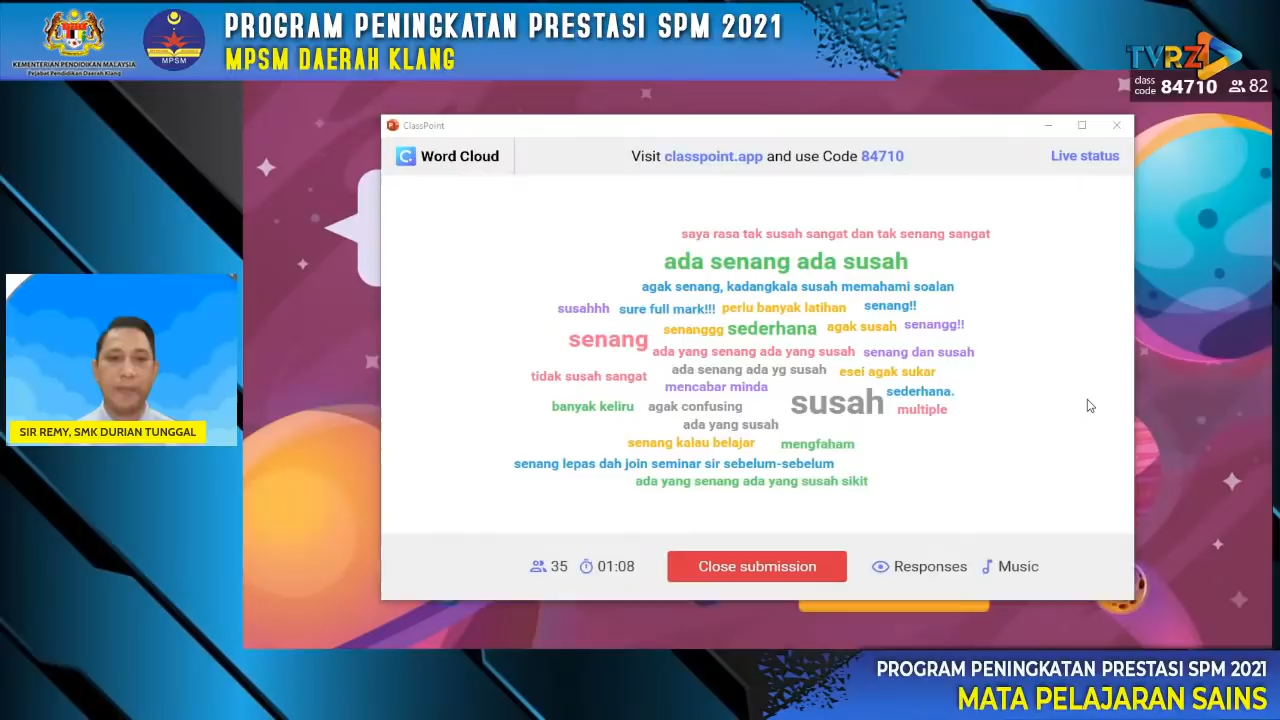 KEMENTERIAN PENDIDIKAN MALAYSIA
Pejabat Pendidikan Daerah Klang
MPSM
PROGRAM PENINGKATAN PRESTASI SPM 2021
MPSM DAERAH KLANG
TVRZ
class code 84710 82
ClassPoint
Word Cloud
Visit classpoint.app and use Code 84710
Live status
saya rasa tak susah sangat dan tak senang sangat
ada senang ada susah
agak senang, kadangkala susah memahami soalan
susahhh sure full mark!!! perlu banyak latihan senang!!
senanggg sederhana agak susah senangg!!
senang
ada yang senang ada yang susah senang dan susah
ada senang ada yg susah esei agak sukar
tidak susah sangat
mencabar minda sederhana.
banyak keliru agak confusing susah multiple
ada yang susah
senang kalau belajar mengfaham
senang lepas dah join seminar sir sebelum-sebelum
ada yang senang ada yang susah sikit
35 01:08 Close submission Responses Music
SIR REMY, SMK DURIAN TUNGGAL
PROGRAM PENINGKATAN PRESTASI SPM 2021
MATA PELAJARAN SAINS